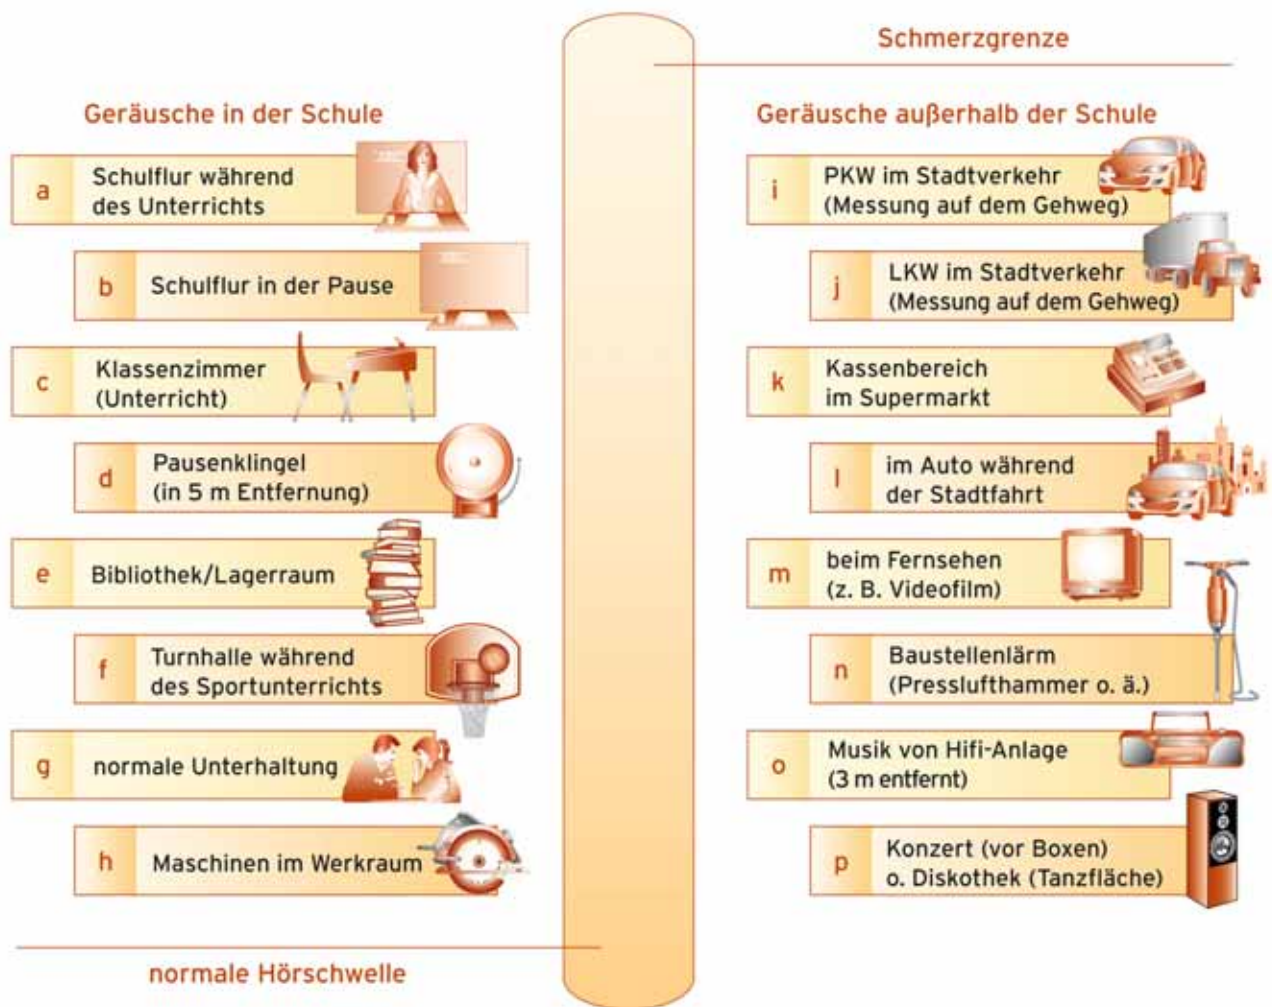 Schmerzgrenze
Geräusche in der Schule
a
Schulflur während
des Unterrichts
b
Schulflur in der Pause
c
Klassenzimmer
(Unterricht)
d
Pausenklingel
(in 5 m Entfernung)
e
Bibliothek/Lagerraum
f
Turnhalle während
des Sportunterrichts
g
normale Unterhaltung
h
Maschinen im Werkraum
normale Hörschwelle
Geräusche außerhalb der Schule
i
PKW im Stadtverkehr
(Messung auf dem Gehweg)
j
LKW im Stadtverkehr
(Messung auf dem Gehweg)
k
Kassenbereich
im Supermarkt
l
im Auto während
der Stadtfahrt
m
beim Fernsehen
(z. B. Videofilm)
n
Baustellenlärm
(Presslufthammer o. ä.)
o
Musik von Hifi-Anlage
(3 m entfernt)
p
Konzert (vor Boxen)
o. Diskothek (Tanzfläche)